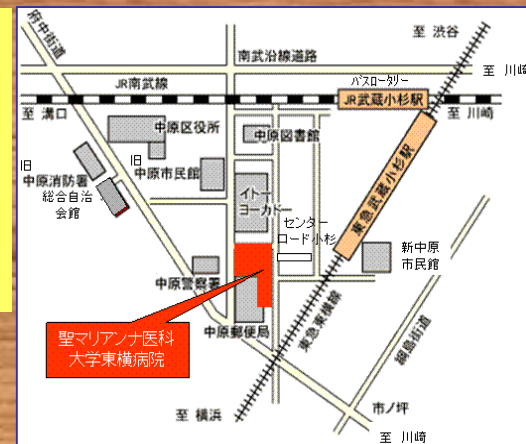 府中街道
至 渋谷
南武沿線道路
バスロータリー
至 川崎
JR南武線
JR武蔵小杉駅
至 溝口
至 川崎
中原区役所
中原図書館
旧
中原消防署
旧
中原市民館
東急武蔵小杉駅
総合自治
会館
イトー
ヨーカドー
センター
ロード小杉
新中原
市民館
中原警察署
中原郵便局
東急東横線
綱島街道
聖マリアンナ医科
大学東横病院
市ノ坪
至 横浜
至 川崎